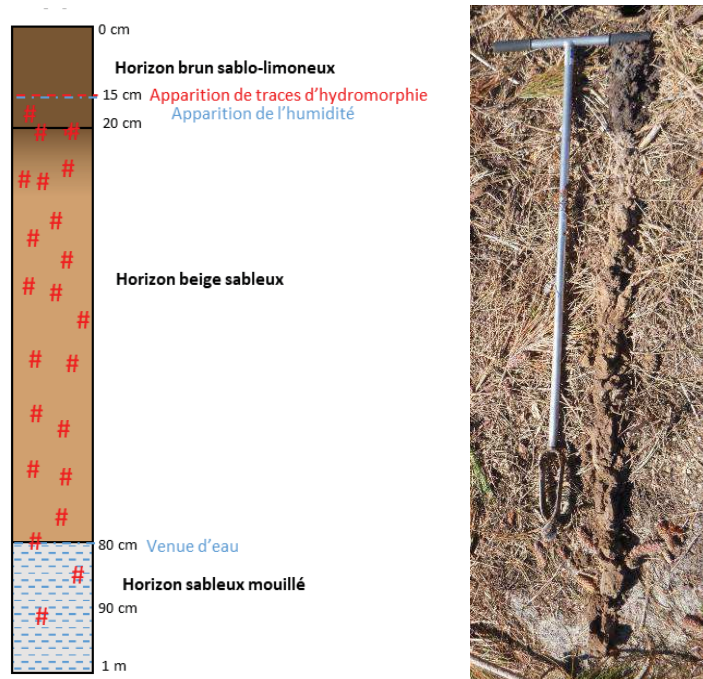 0 cm
Horizon brun sablo-limoneux
15 cm Apparition de traces d'hydromorphie
Apparition de l'humidité
20 cm
#
# #
#
# #
#
#
#
# #
#
# #
#
#
# #
#
Horizon beige sableux
#
80 cm Venue d'eau
#
Horizon sableux mouillé
90 cm
#
1 m